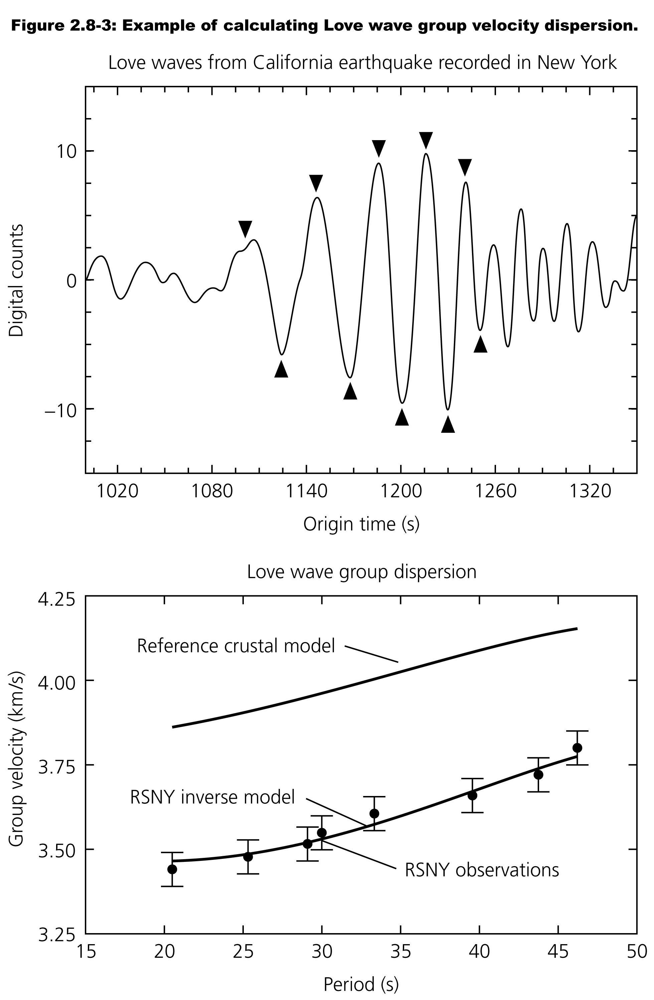 Figure 2.8-3: Example of calculating Love wave group velocity dispersion.
Love waves from California earthquake recorded in New York
Digital counts
10
0
–10
1020 1080 1140 1200 1260 1320
Origin time (s)
Love wave group dispersion
Group velocity (km/s)
4.25
Reference crustal model
4.00
3.75
RSNY inverse model
3.50
RSNY observations
3.25
15 20 25 30 35 40 45 50
Period (s)